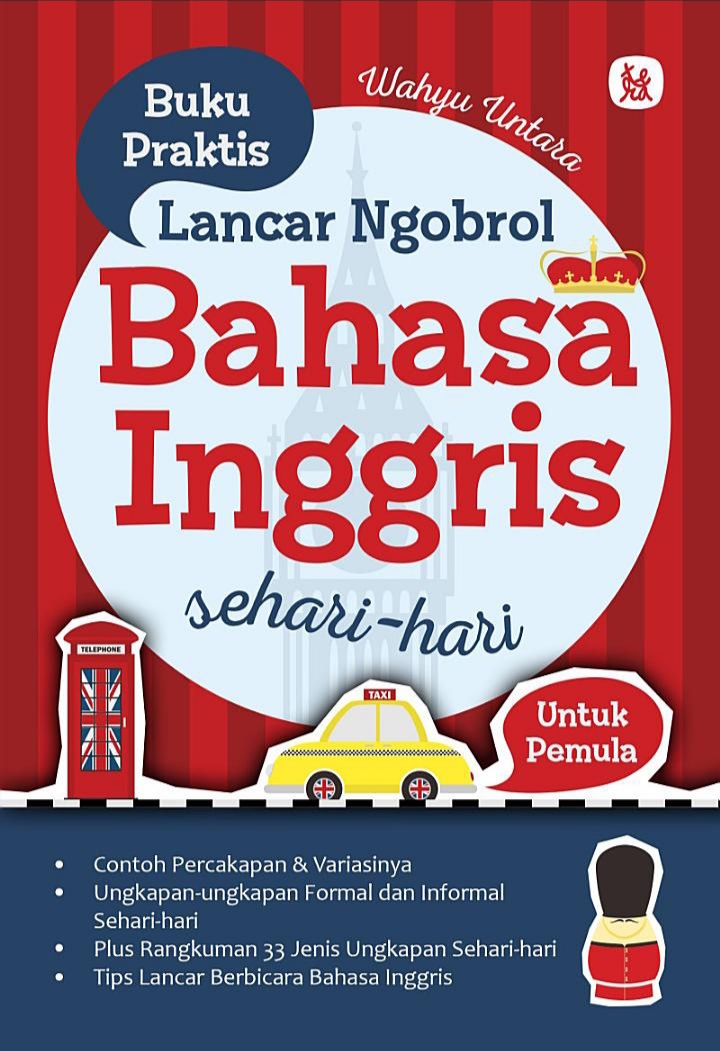 Wahyu Untara
Buku
Praktis
Lancar Ngobrol
Bahasa
Inggris
sehari-hari
TELEPHONE
TAXI
Untuk
Pemula
• Contoh Percakapan & Variasinya
• Ungkapan-ungkapan Formal dan Informal
Sehari-hari
• Plus Rangkuman 33 Jenis Ungkapan Sehari-hari
• Tips Lancar Berbicara Bahasa Inggris